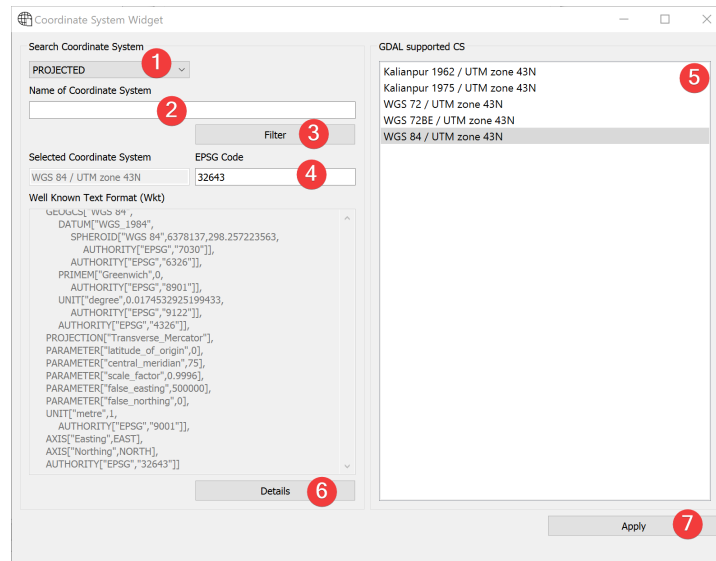 Coordinate System Widget
Search Coordinate System
PROJECTED
1
Name of Coordinate System
2
Filter
3
Selected Coordinate System
EPSG Code
WGS 84 / UTM zone 43N
32643
4
Well Known Text Format (Wkt)
GEOGCS["WGS 84",
DATUM["WGS_1984",
SPHEROID["WGS 84",6378137,298.257223563,
AUTHORITY["EPSG","7030"]],
AUTHORITY["EPSG","6326"]],
PRIMEM["Greenwich",0,
AUTHORITY["EPSG","8901"]],
UNIT["degree",0.0174532925199433,
AUTHORITY["EPSG","9122"]],
AUTHORITY["EPSG","4326"]],
PROJECTION["Transverse_Mercator"],
PARAMETER["latitude_of_origin",0],
PARAMETER["central_meridian",75],
PARAMETER["scale_factor",0.9996],
PARAMETER["false_easting",500000],
PARAMETER["false_northing",0],
UNIT["metre",1,
AUTHORITY["EPSG","9001"]],
AXIS["Easting",EAST],
AXIS["Northing",NORTH],
AUTHORITY["EPSG","32643"]]
Details
6
GDAL supported CS
5
Kalianpur 1962 / UTM zone 43N
Kalianpur 1975 / UTM zone 43N
WGS 72 / UTM zone 43N
WGS 72BE / UTM zone 43N
WGS 84 / UTM zone 43N
Apply
7